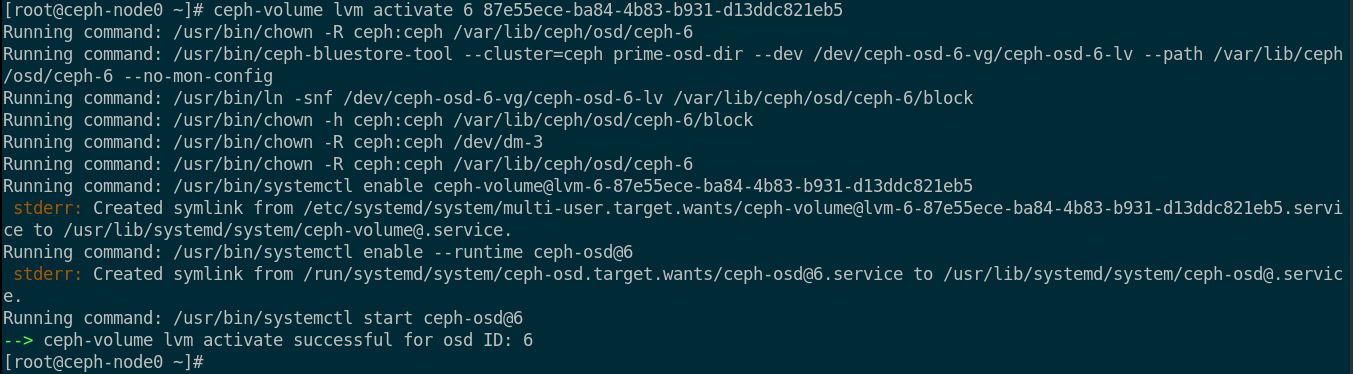 [root@ceph-node0 ~]# ceph-volume lvm activate 6 87e55ece-ba84-4b83-b931-d13ddc821eb5
Running command: /usr/bin/chown -R ceph:ceph /var/lib/ceph/osd/ceph-6
Running command: /usr/bin/ceph-bluestore-tool --cluster=ceph prime-osd-dir --dev /dev/ceph-osd-6-vg/ceph-osd-6-lv --path /var/lib/ceph
/osd/ceph-6 --no-mon-config
Running command: /usr/bin/ln -snf /dev/ceph-osd-6-vg/ceph-osd-6-lv /var/lib/ceph/osd/ceph-6/block
Running command: /usr/bin/chown -h ceph:ceph /var/lib/ceph/osd/ceph-6/block
Running command: /usr/bin/chown -R ceph:ceph /dev/dm-3
Running command: /usr/bin/chown -R ceph:ceph /var/lib/ceph/osd/ceph-6
Running command: /usr/bin/systemctl enable ceph-volume@lvm-6-87e55ece-ba84-4b83-b931-d13ddc821eb5
 stderr: Created symlink from /etc/systemd/system/multi-user.target.wants/ceph-volume@lvm-6-87e55ece-ba84-4b83-b931-d13ddc821eb5.servi
ce to /usr/lib/systemd/system/ceph-volume@.service.
Running command: /usr/bin/systemctl enable --runtime ceph-osd@6
 stderr: Created symlink from /run/systemd/system/ceph-osd.target.wants/ceph-osd@6.service to /usr/lib/systemd/system/ceph-osd@.servic
e.
Running command: /usr/bin/systemctl start ceph-osd@6
--> ceph-volume lvm activate successful for osd ID: 6
[root@ceph-node0 ~]#